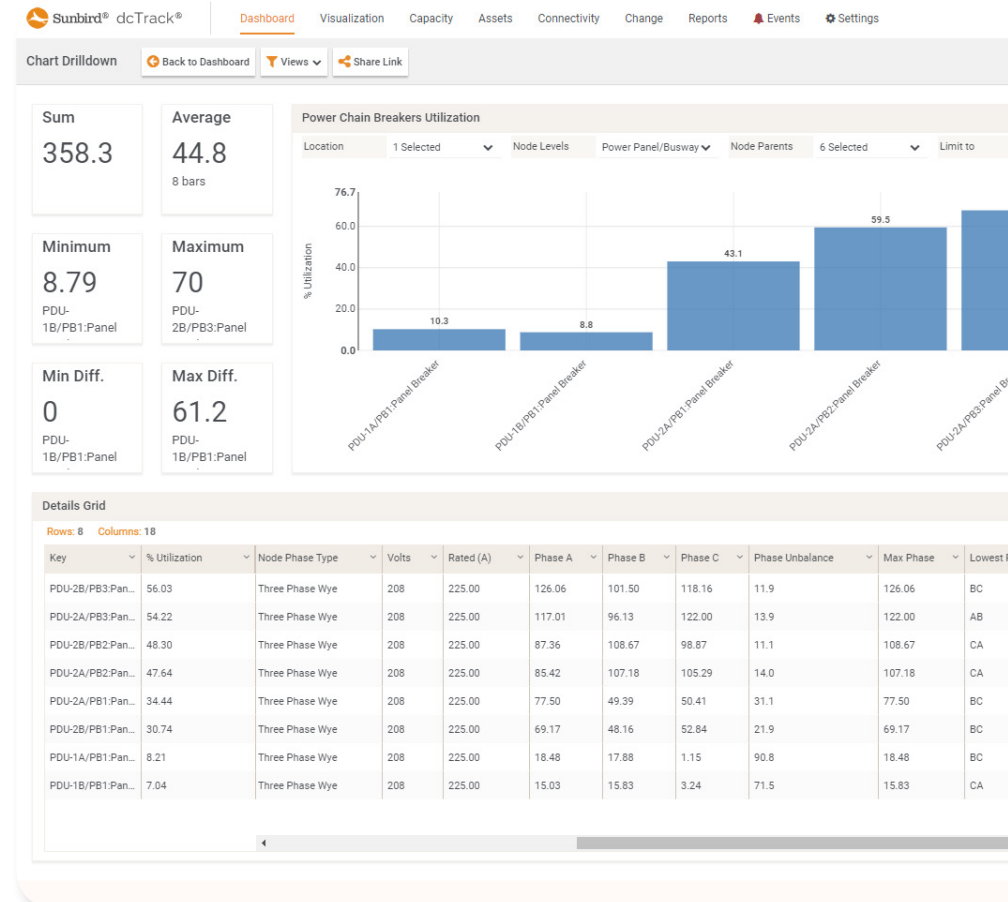 Sunbird® dcTrack® Dashboard Visualization Capacity Assets Connectivity Change Reports Events Settings
Chart Drilldown Back to Dashboard Views Share Link
Sum
358.3
Average
44.8
8 bars
Minimum
8.79
PDU-
1B/PB1:Panel
Maximum
70
PDU-
2B/PB3:Panel
Min Diff.
0
PDU-
1B/PB1:Panel
Max Diff.
61.2
PDU-
1B/PB1:Panel
Power Chain Breakers Utilization
Location 1 Selected Node Levels Power Panel/Busway Node Parents 6 Selected Limit to
% Utilization
76.7
60.0
40.0
20.0
0.0
10.3
8.8
43.1
59.5
PDU-1A/PB1:Panel Breaker
PDU-1B/PB1:Panel Breaker
PDU-2A/PB1:Panel Breaker
PDU-2A/PB2:Panel Breaker
PDU-2A/PB3:Panel Br
Details Grid
Rows: 8 Columns: 18
Key % Utilization Node Phase Type Volts Rated (A) Phase A Phase B Phase C Phase Unbalance Max Phase Lowest
PDU-2B/PB3:Pan... 56.03 Three Phase Wye 208 225.00 126.06 101.50 118.16 11.9 126.06 BC
PDU-2A/PB3:Pan... 54.22 Three Phase Wye 208 225.00 117.01 96.13 122.00 13.9 122.00 AB
PDU-2B/PB2:Pan... 48.30 Three Phase Wye 208 225.00 87.36 108.67 98.87 11.1 108.67 CA
PDU-2A/PB2:Pan... 47.64 Three Phase Wye 208 225.00 85.42 107.18 105.29 14.0 107.18 CA
PDU-2A/PB1:Pan... 34.44 Three Phase Wye 208 225.00 77.50 49.39 50.41 31.1 77.50 BC
PDU-2B/PB1:Pan... 30.74 Three Phase Wye 208 225.00 69.17 48.16 52.84 21.9 69.17 BC
PDU-1A/PB1:Pan... 8.21 Three Phase Wye 208 225.00 18.48 17.88 1.15 90.8 18.48 BC
PDU-1B/PB1:Pan... 7.04 Three Phase Wye 208 225.00 15.03 15.83 3.24 71.5 15.83 CA